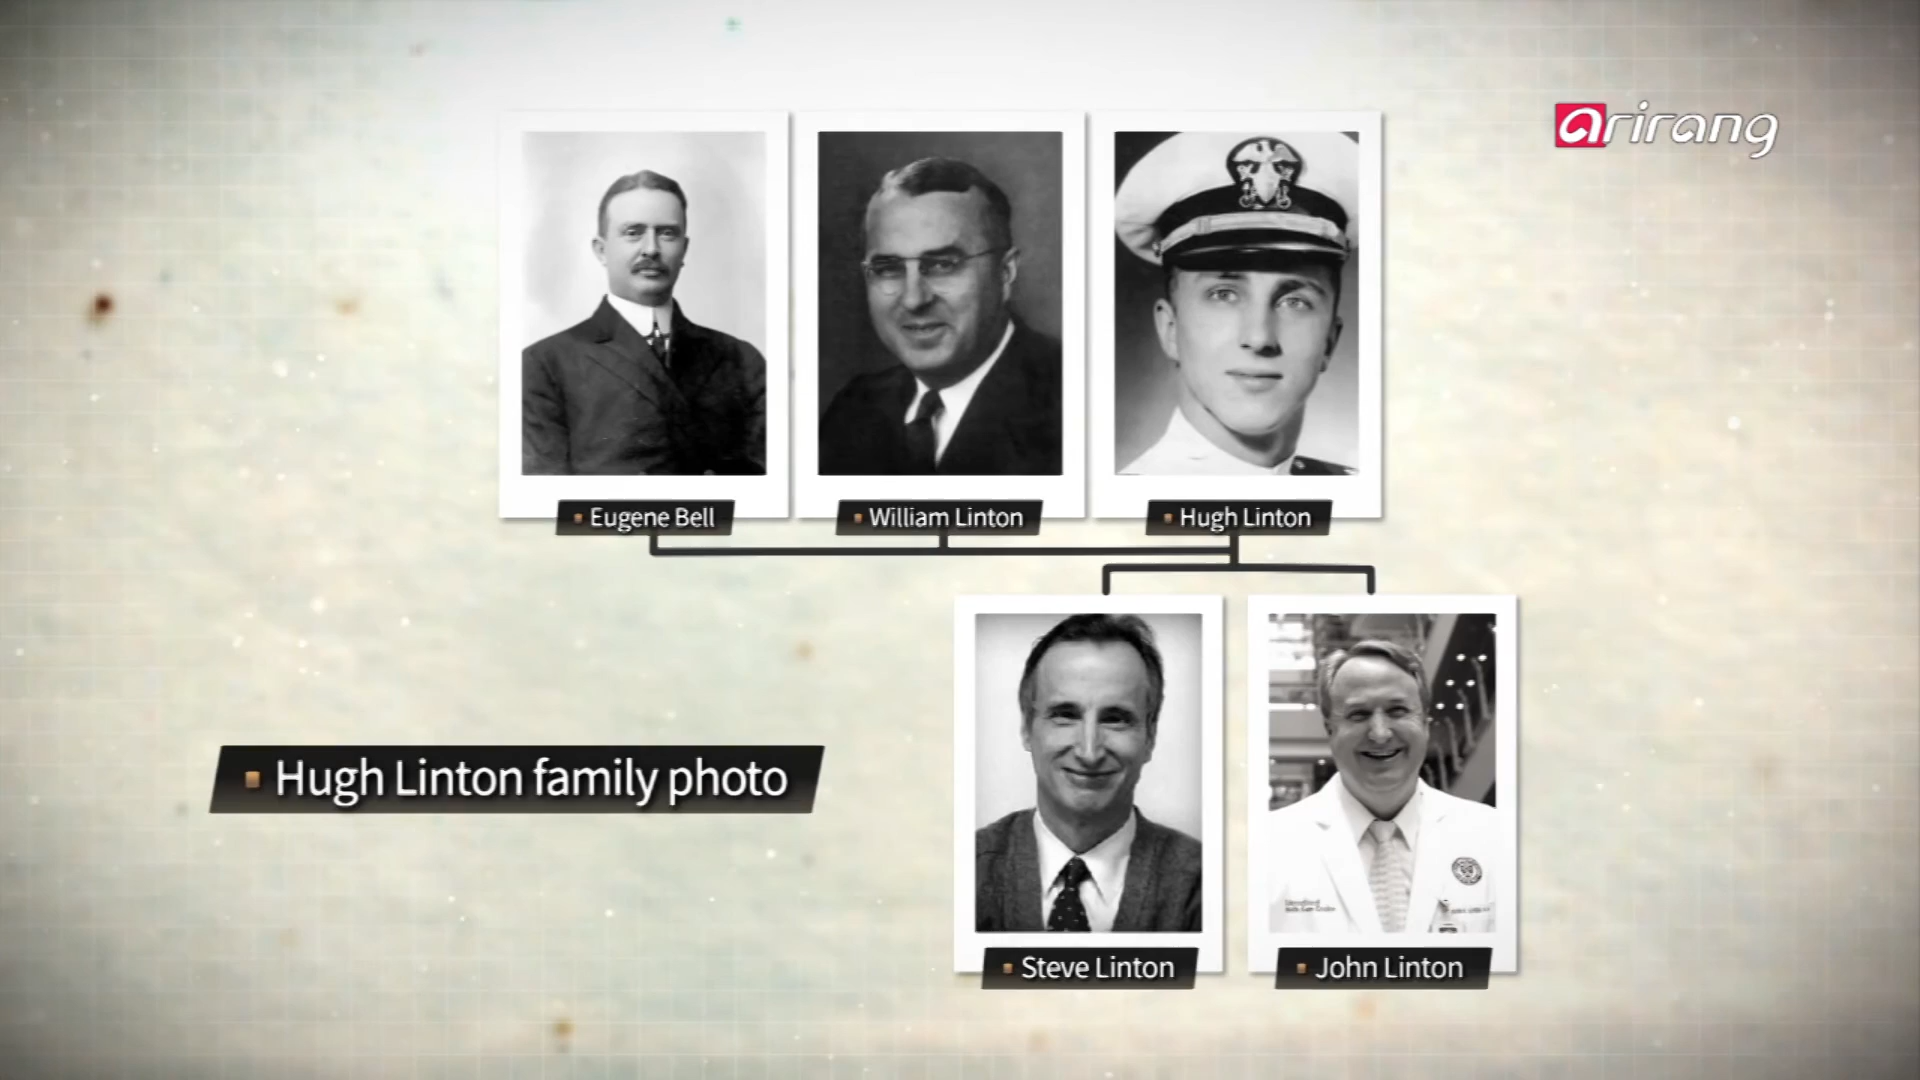 arirang
Eugene Bell
William Linton
Hugh Linton
Hugh Linton family photo
Steve Linton
John Linton